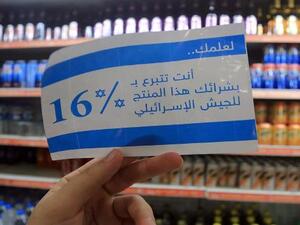 لعلمك..
أنت تتبرع بـ
16%
بشرائك هذا المنتج
للجيش الإسرائيلي